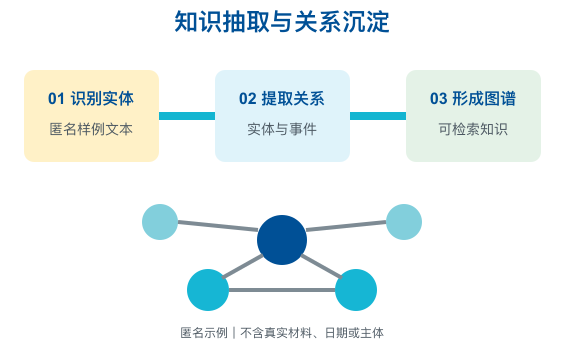 知识抽取与关系沉淀
01 识别实体
匿名样例文本
02 提取关系
实体与事件
03 形成图谱
可检索知识
匿名示例｜不含真实材料、日期或主体